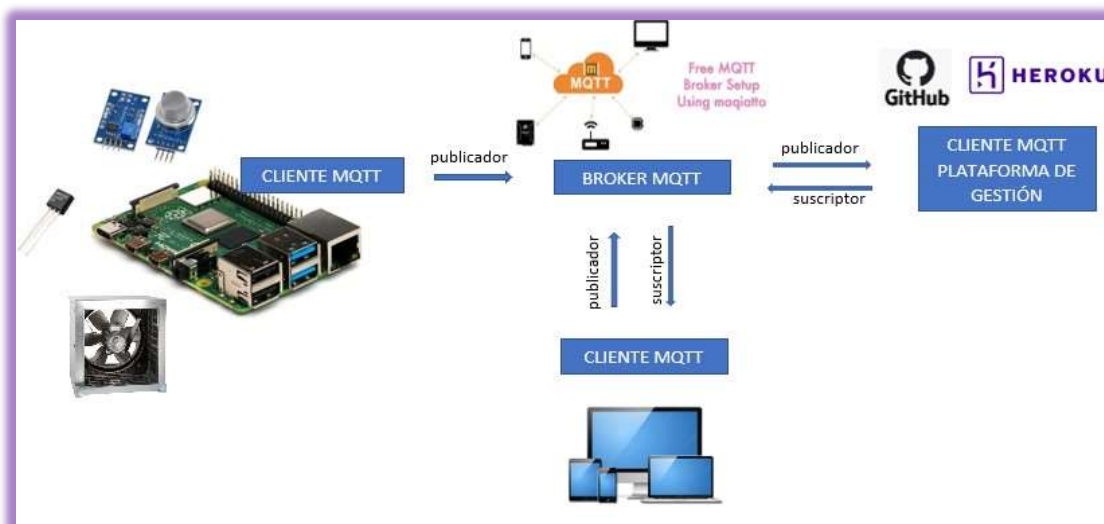 MQTT
Free MQTT
Broker Setup
Using maqiatto
GitHub
HEROKU
CLIENTE MQTT
publicador
BROKER MQTT
publicador
suscriptor
CLIENTE MQTT
PLATAFORMA DE
GESTIÓN
publicador
suscriptor
CLIENTE MQTT